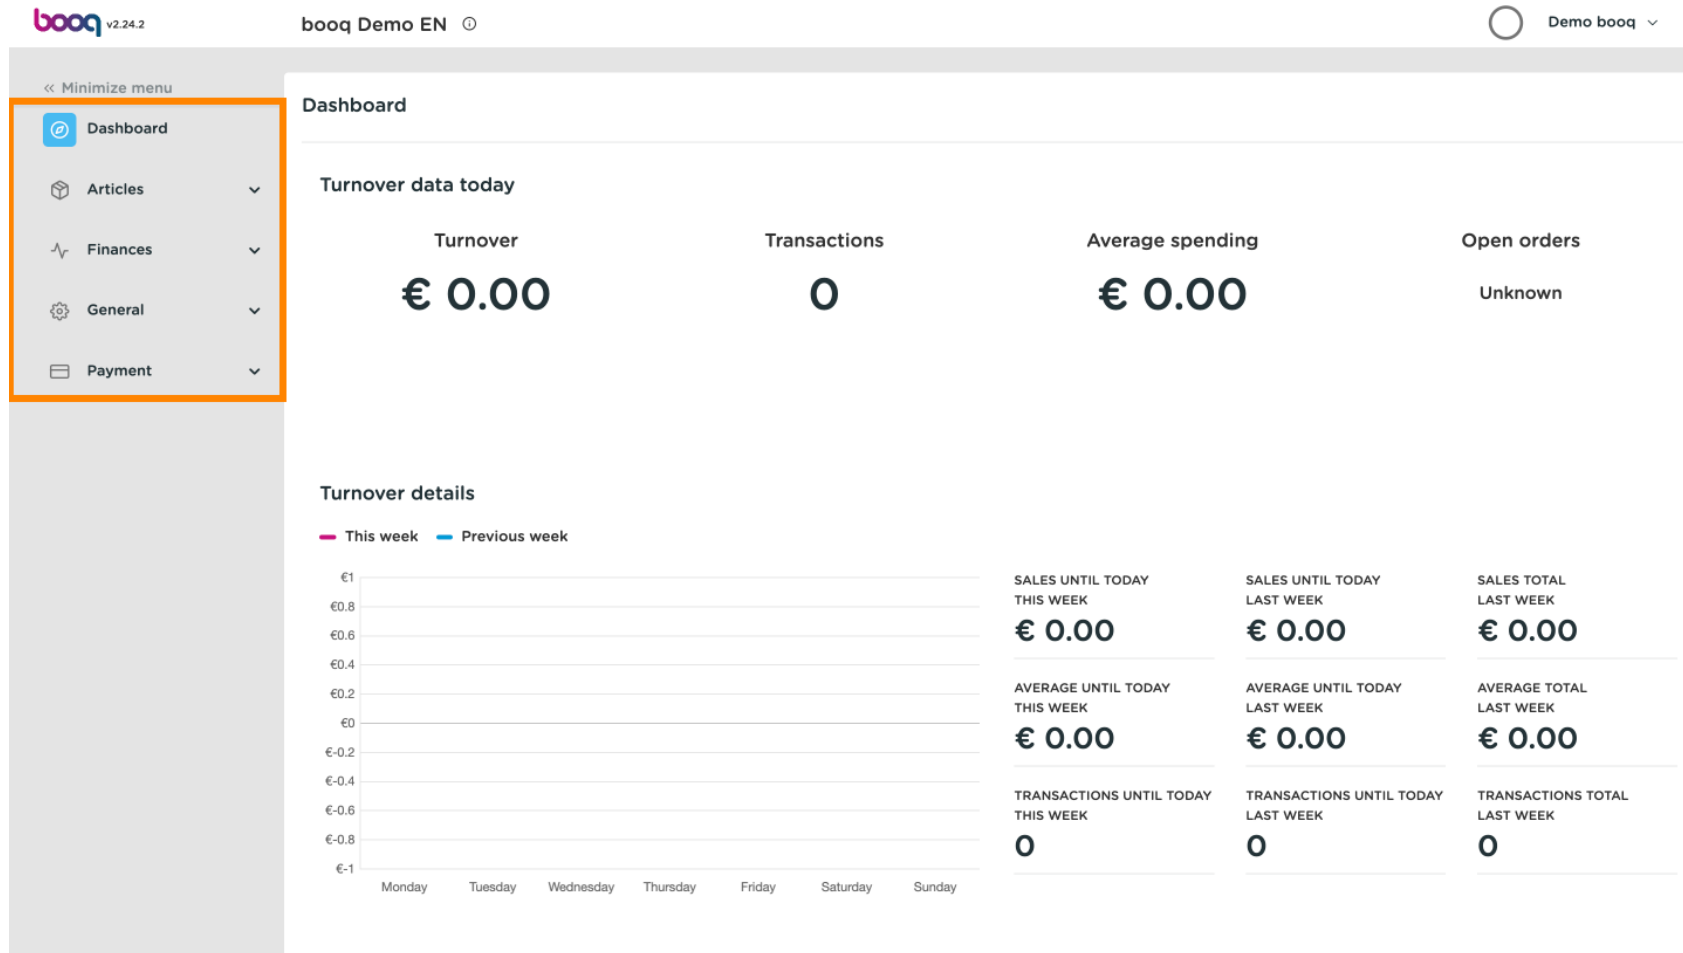 booq v2.24.2
booq Demo EN
Demo booq
« Minimize menu
Dashboard
Articles
Finances
General
Payment
Dashboard
Turnover data today
Turnover
€ 0.00
Transactions
0
Average spending
€ 0.00
Open orders
Unknown
Turnover details
This week
Previous week
€1
€0.8
€0.6
€0.4
€0.2
€0
€-0.2
€-0.4
€-0.6
€-0.8
€-1
Monday Tuesday Wednesday Thursday Friday Saturday Sunday
SALES UNTIL TODAY
THIS WEEK
€ 0.00
SALES UNTIL TODAY
LAST WEEK
€ 0.00
SALES TOTAL
LAST WEEK
€ 0.00
AVERAGE UNTIL TODAY
THIS WEEK
€ 0.00
AVERAGE UNTIL TODAY
LAST WEEK
€ 0.00
AVERAGE TOTAL
LAST WEEK
€ 0.00
TRANSACTIONS UNTIL TODAY
THIS WEEK
0
TRANSACTIONS UNTIL TODAY
LAST WEEK
0
TRANSACTIONS TOTAL
LAST WEEK
0